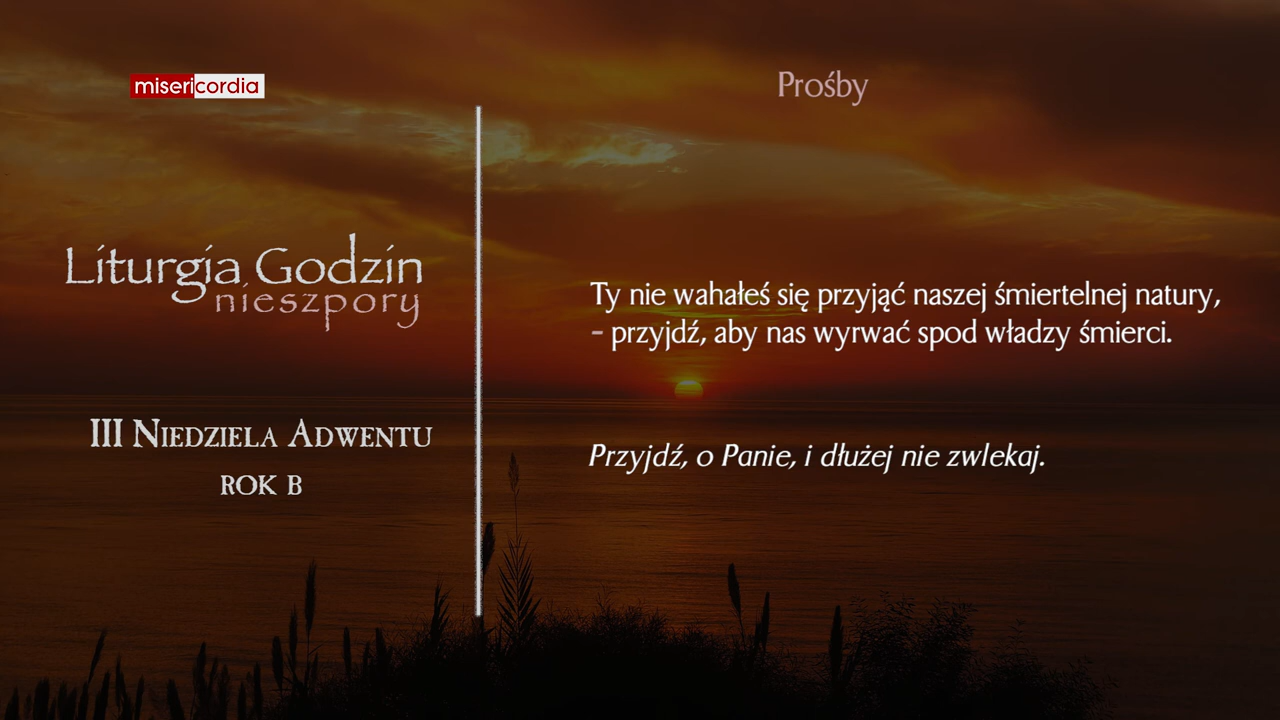 misericordia
Liturgia Godzin
nieszpory
III Niedziela Adwentu
rok B
Prośby
Ty nie wahałeś się przyjąć naszej śmiertelnej natury,
- przyjdź, aby nas wyrwać spod władzy śmierci.
Przyjdź, o Panie, i dłużej nie zwlekaj.